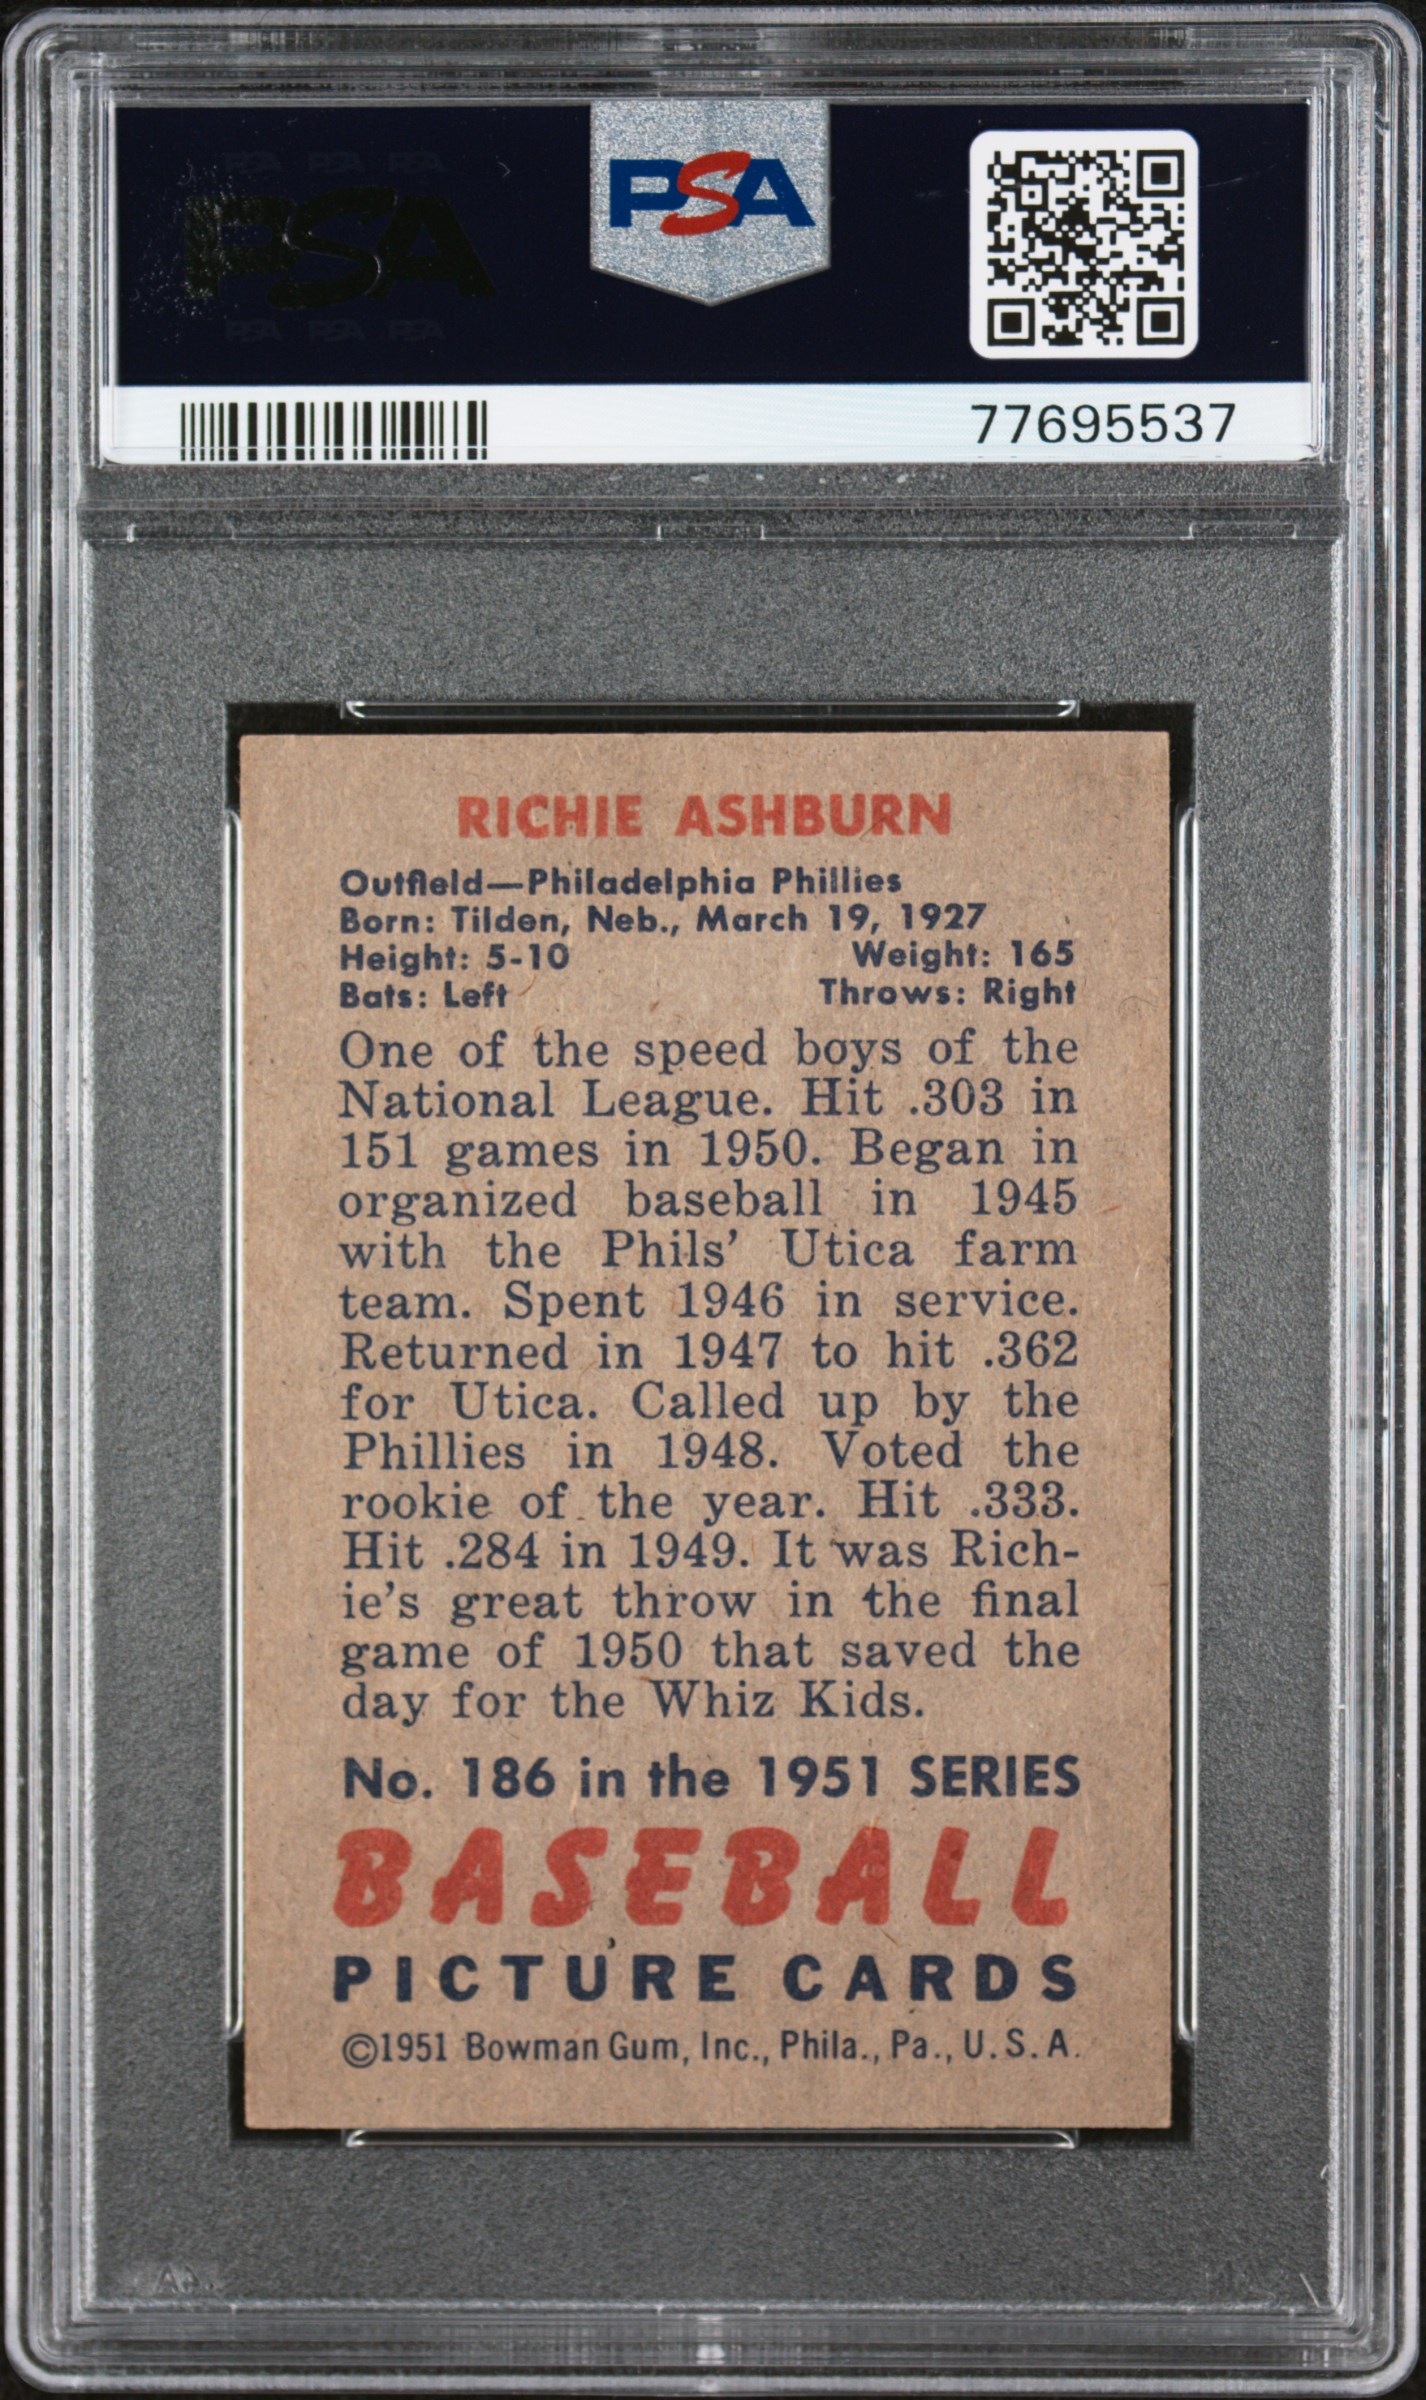 PSA PSA PSA
PSA
PSA PSA PSA
PSA
77695537
RICHIE ASHBURN
Outfield—Philadelphia Phillies
Born: Tilden, Neb., March 19, 1927
Height: 5-10 Weight: 165
Bats: Left Throws: Right
One of the speed boys of the
National League. Hit .303 in
151 games in 1950. Began in
organized baseball in 1945
with the Phils' Utica farm
team. Spent 1946 in service.
Returned in 1947 to hit .362
for Utica. Called up by the
Phillies in 1948. Voted the
rookie of the year. Hit .333.
Hit .284 in 1949. It was Rich-
ie's great throw in the final
game of 1950 that saved the
day for the Whiz Kids.
No. 186 in the 1951 SERIES
BASEBALL
PICTURE CARDS
©1951 Bowman Gum, Inc., Phila., Pa., U.S.A.